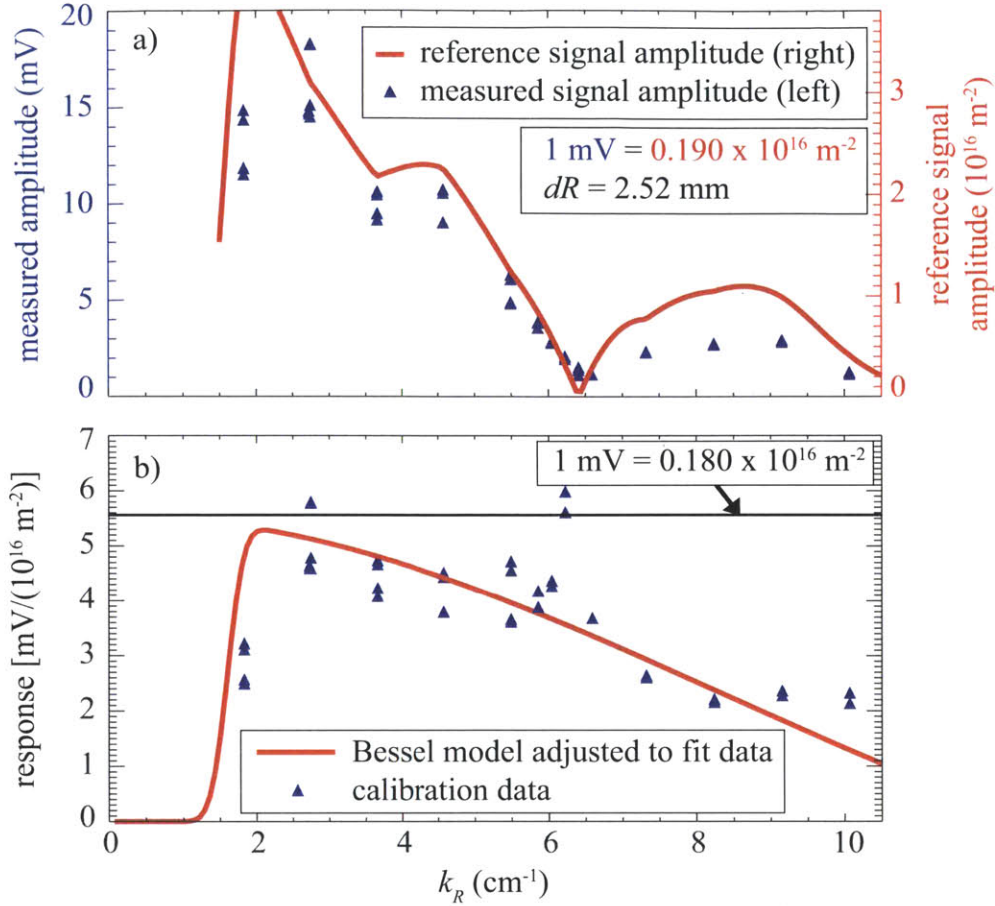 a)
reference signal amplitude (right)
measured signal amplitude (left)
1 mV = 0.190 x 10¹⁶ m⁻²
dR = 2.52 mm
measured amplitude (mV)
20
15
10
5
0
reference signal
amplitude (10¹⁶ m⁻²)
3
2
1
0
b)
1 mV = 0.180 x 10¹⁶ m⁻²
response [mV/(10¹⁶ m⁻²)]
7
6
5
4
3
2
1
0
Bessel model adjusted to fit data
calibration data
0 2 4 6 8 10
k_R (cm⁻¹)